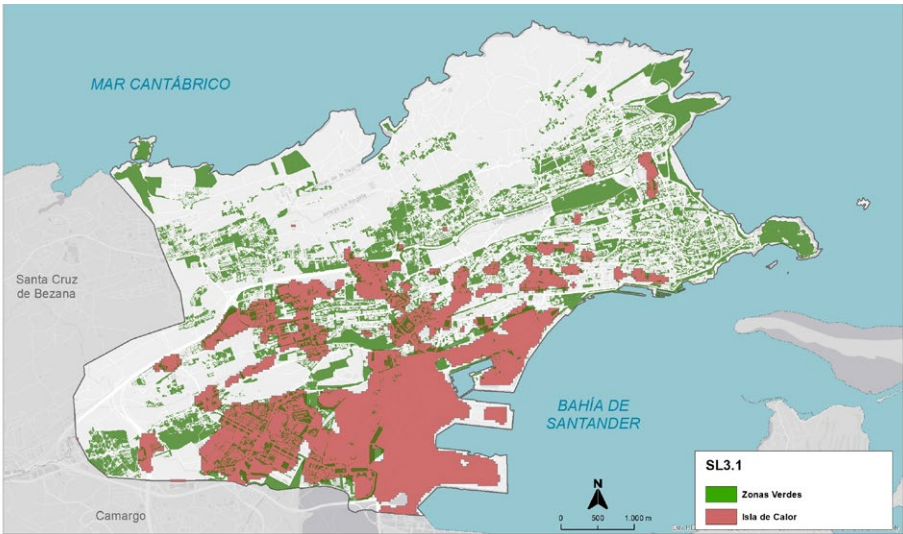 MAR CANTÁBRICO
Santa Cruz
de Bezana
BAHÍA DE
SANTANDER
Camargo
N
0 500 1.000 m
SL3.1
Zonas Verdes
Isla de Calor